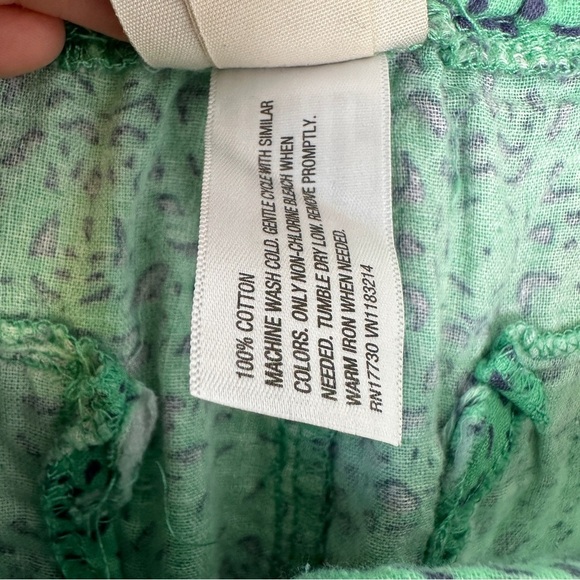 100% COTTON
MACHINE WASH COLD. GENTLE CYCLE WITH SIMILAR
COLORS. ONLY NON-CHLORINE BLEACH WHEN
NEEDED. TUMBLE DRY LOW. REMOVE PROMPTLY.
WARM IRON WHEN NEEDED.
RN17730 VN1183214